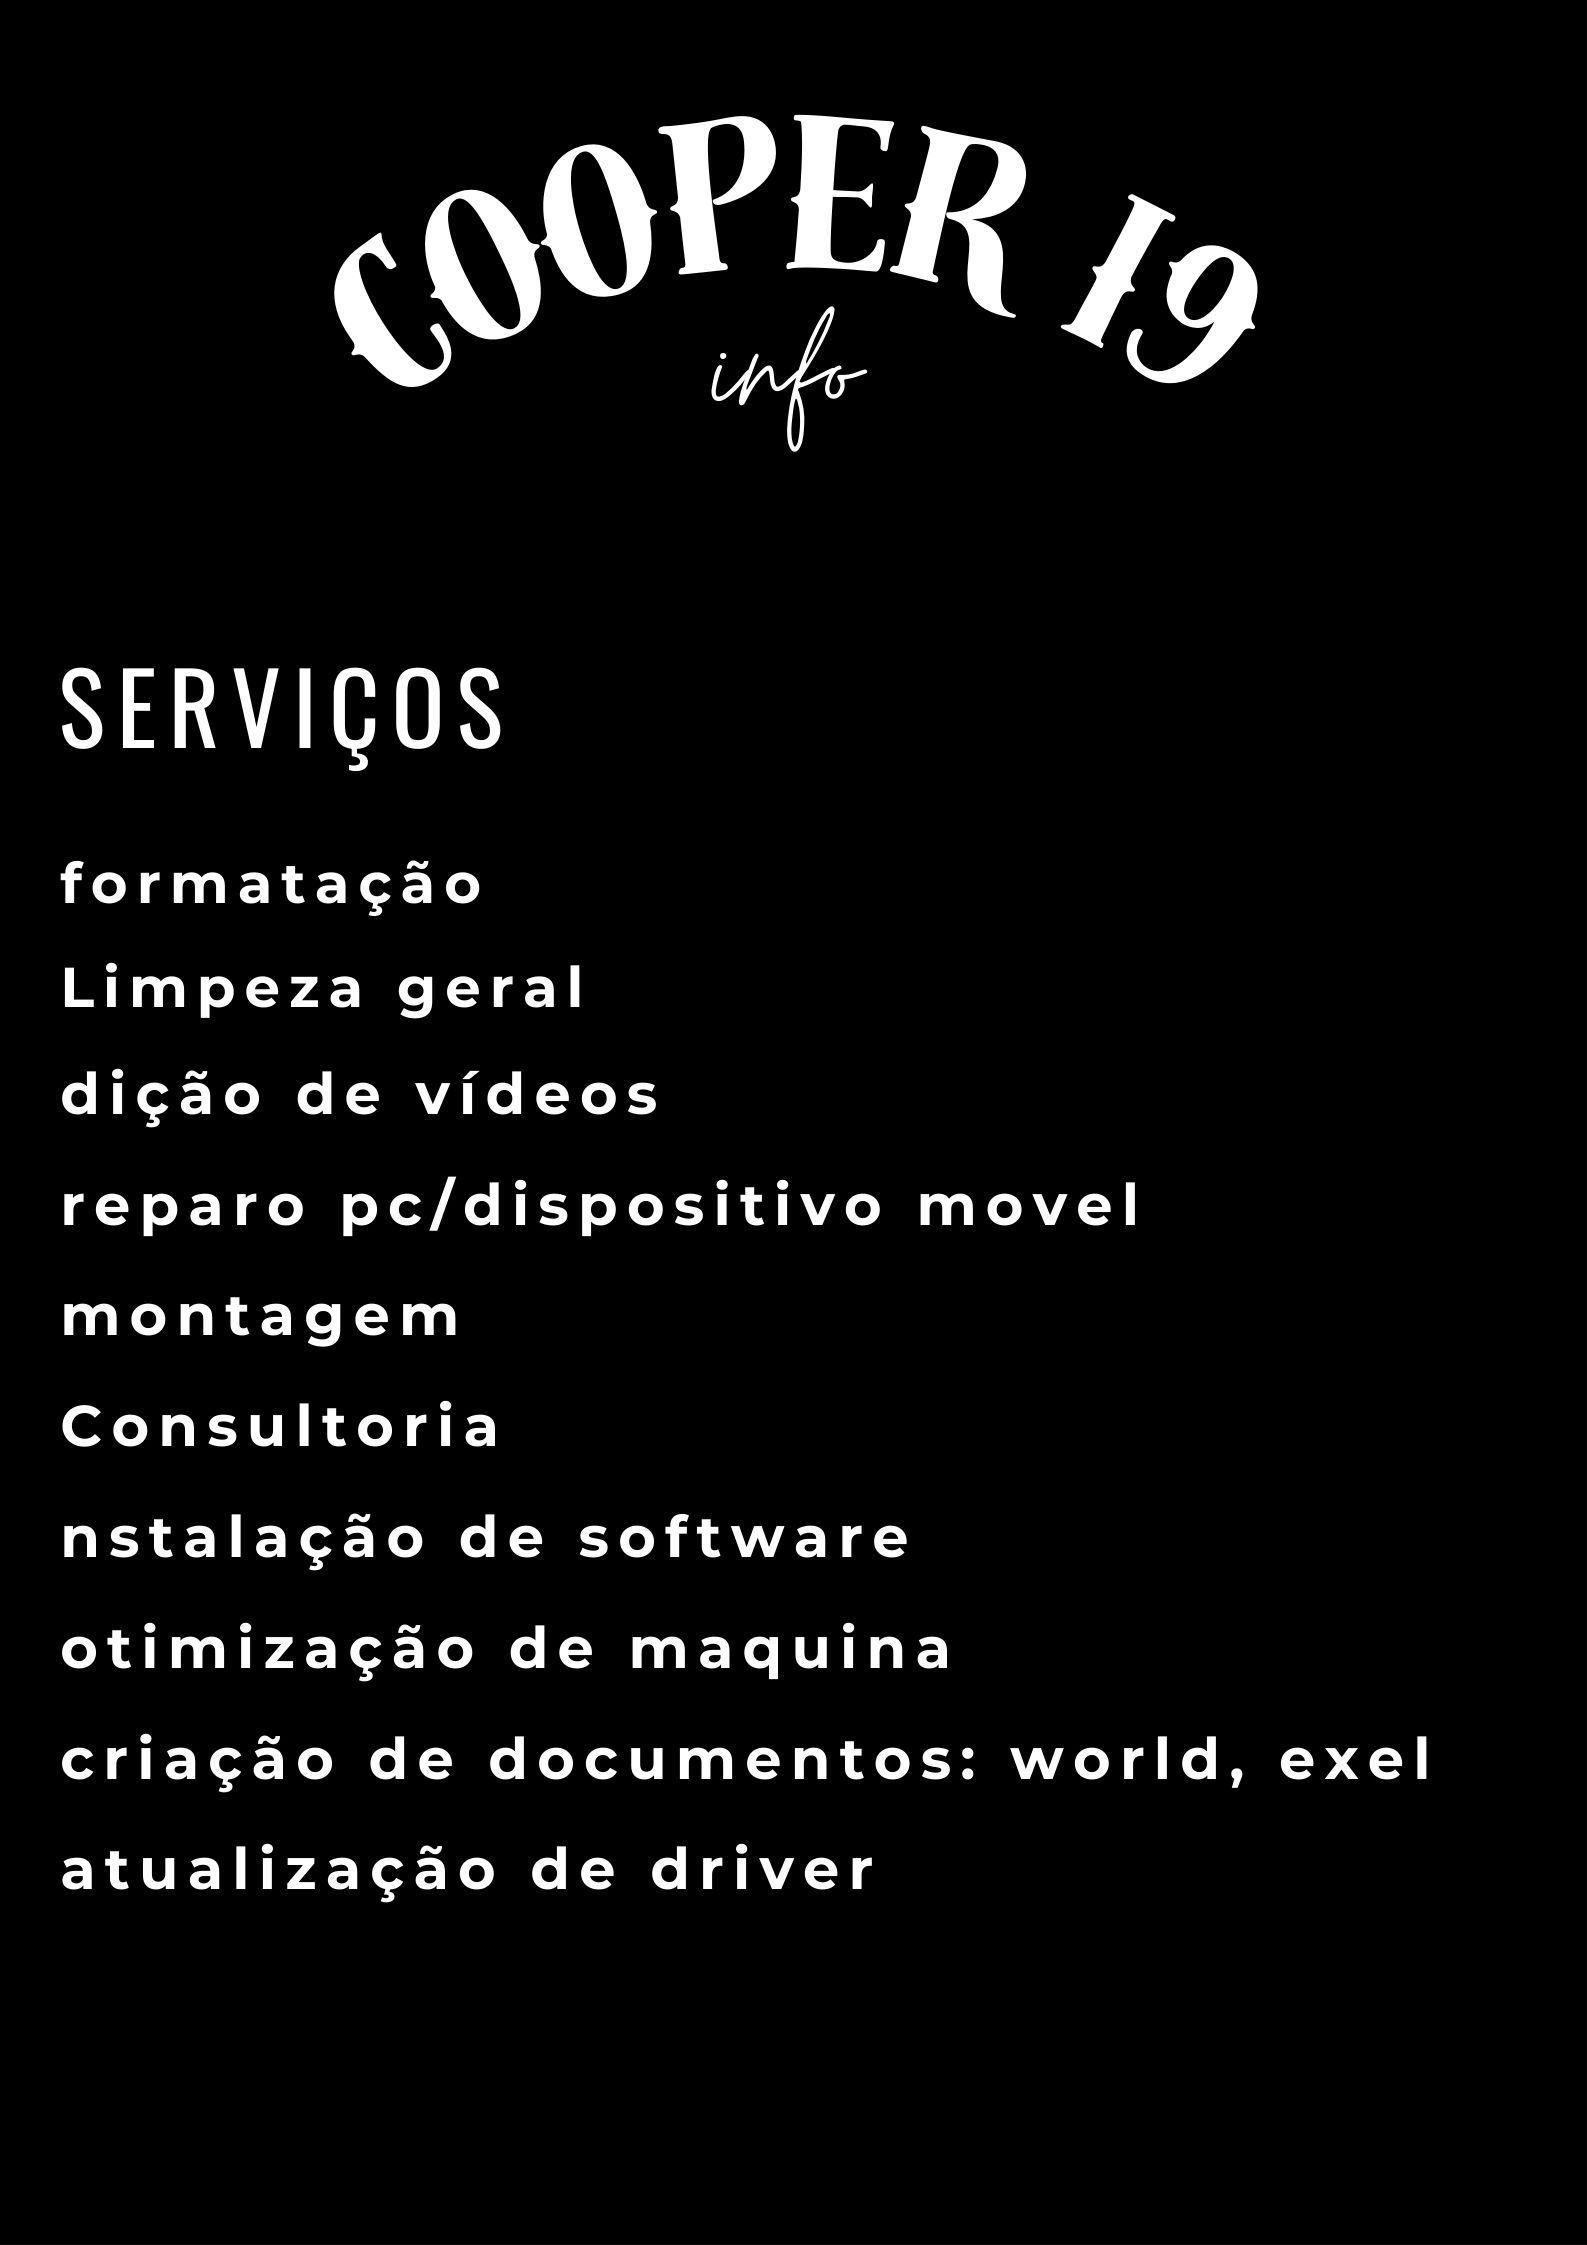 COOPER 19
info
SERVIÇOS
formatação
Limpeza geral
dição de vídeos
reparo pc/dispositivo movel
montagem
Consultoria
nstalação de software
otimização de maquina
criação de documentos: world, exel
atualização de driver